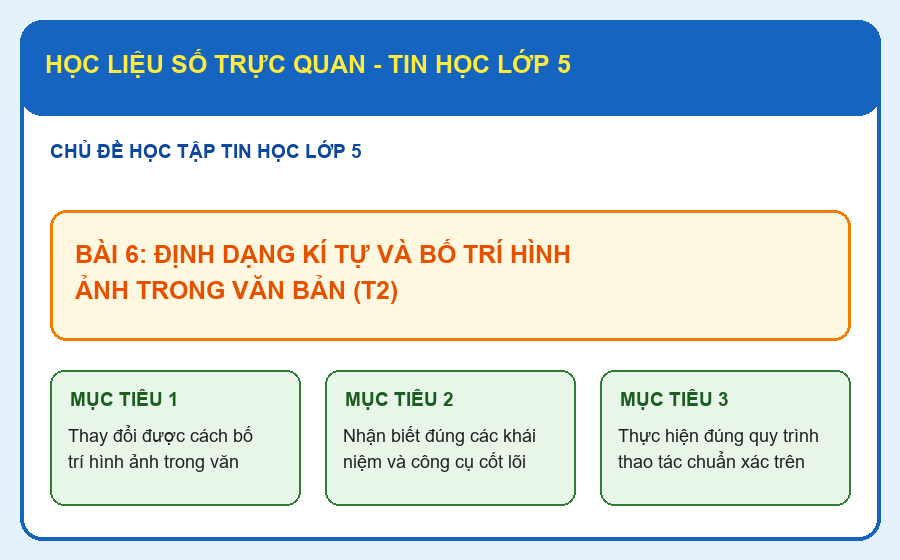 HỌC LIỆU SỐ TRỰC QUAN - TIN HỌC LỚP 5
CHỦ ĐỀ HỌC TẬP TIN HỌC LỚP 5
BÀI 6: ĐỊNH DẠNG KÍ TỰ VÀ BỐ TRÍ HÌNH
ẢNH TRONG VĂN BẢN (T2)
MỤC TIÊU 1
Thay đổi được cách bố
trí hình ảnh trong văn
MỤC TIÊU 2
Nhận biết đúng các khái
niệm và công cụ cốt lõi
MỤC TIÊU 3
Thực hiện đúng quy trình
thao tác chuẩn xác trên